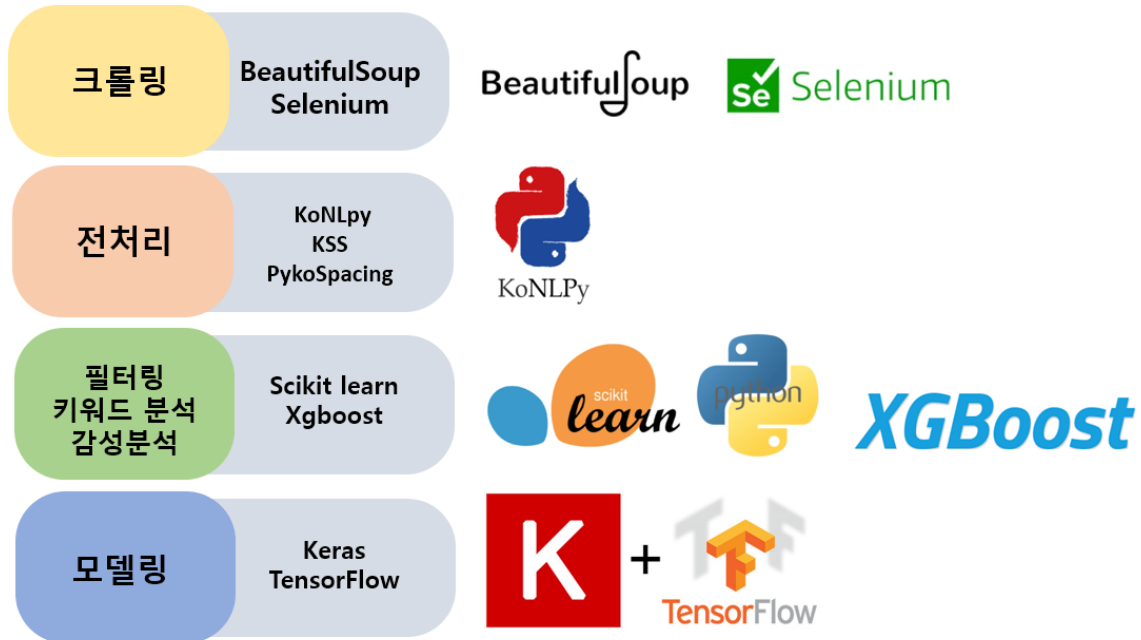 크롤링
BeautifulSoup
Selenium
BeautifulSoup
Se Selenium
전처리
KoNLpy
KSS
PykoSpacing
KoNLPy
필터링
키워드 분석
감성분석
Scikit learn
Xgboost
scikit
learn
python
XGBoost
모델링
Keras
TensorFlow
K + TF
TensorFlow